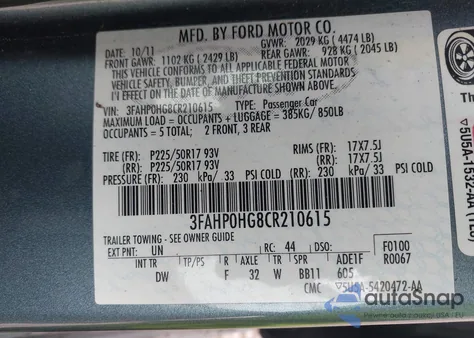 MFD. BY FORD MOTOR CO.
DATE: 10/11 GVWR: 2029 KG (4474 LB)
FRONT GAWR: 1102 KG (2429 LB) REAR GAWR: 928 KG (2045 LB)
THIS VEHICLE CONFORMS TO ALL APPLICABLE FEDERAL MOTOR
VEHICLE SAFETY, BUMPER, AND THEFT PREVENTION STANDARDS
IN EFFECT ON THE DATE OF MANUFACTURE SHOWN ABOVE.
VIN: 3FAHP0HG8CR210615 TYPE: Passenger Car
MAXIMUM LOAD = OCCUPANTS + LUGGAGE = 385KG / 850LB
OCCUPANTS = 5 TOTAL: 2 FRONT, 3 REAR
TIRE (FR): P225/50R17 93V RIMS (FR): 17X7.5J
(RR): P225/50R17 93V (RR): 17X7.5J
PRESSURE (FR): 230 kPa/ 33 PSI COLD (RR): 230 kPa/ 33 PSI COLD
3FAHP0HG8CR210615
TRAILER TOWING - SEE OWNER GUIDE
EXT PNT: UN RC: 44 DSO: F0100
INT TR TP/PS R AXLE TR SPR ADE1F R0067
DW F 32 W BB11 605
CMC ▽5U5A-5420472-AA
Th
▽5U5A-1532
autoSnap